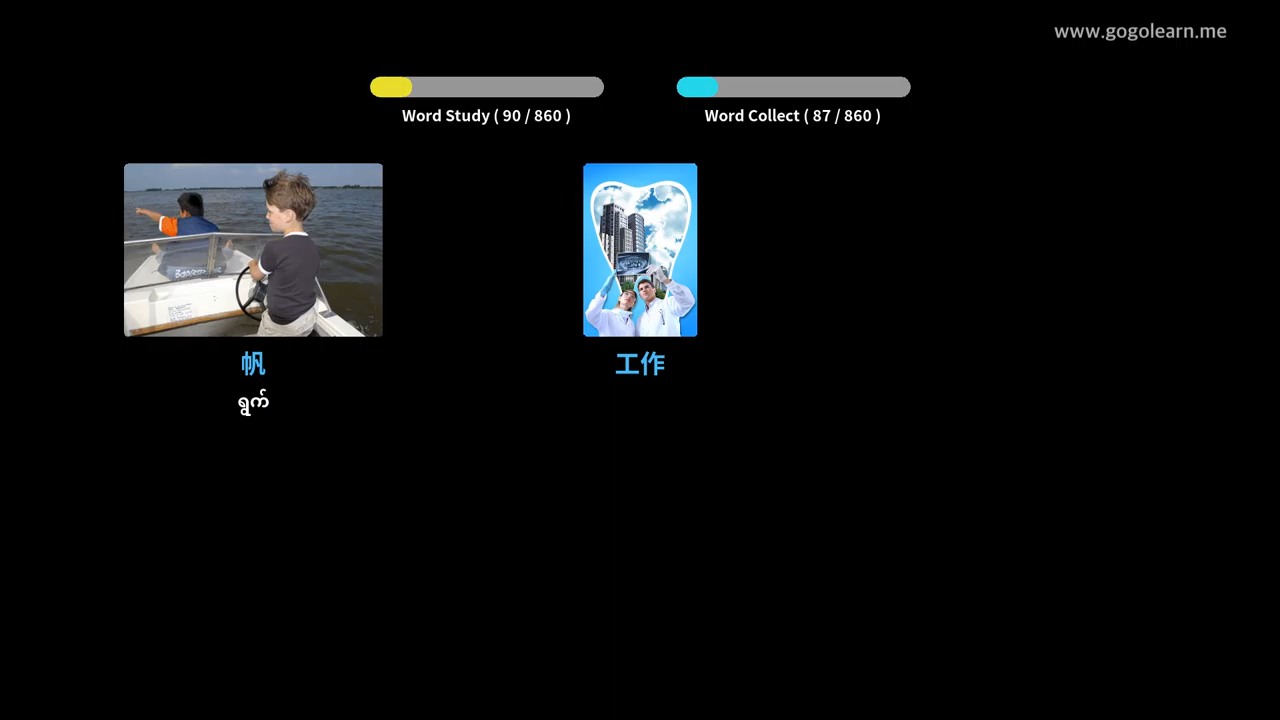 www.gogolearn.me
Word Study ( 90 / 860 )
Word Collect ( 87 / 860 )
帆
工作
ရွက်